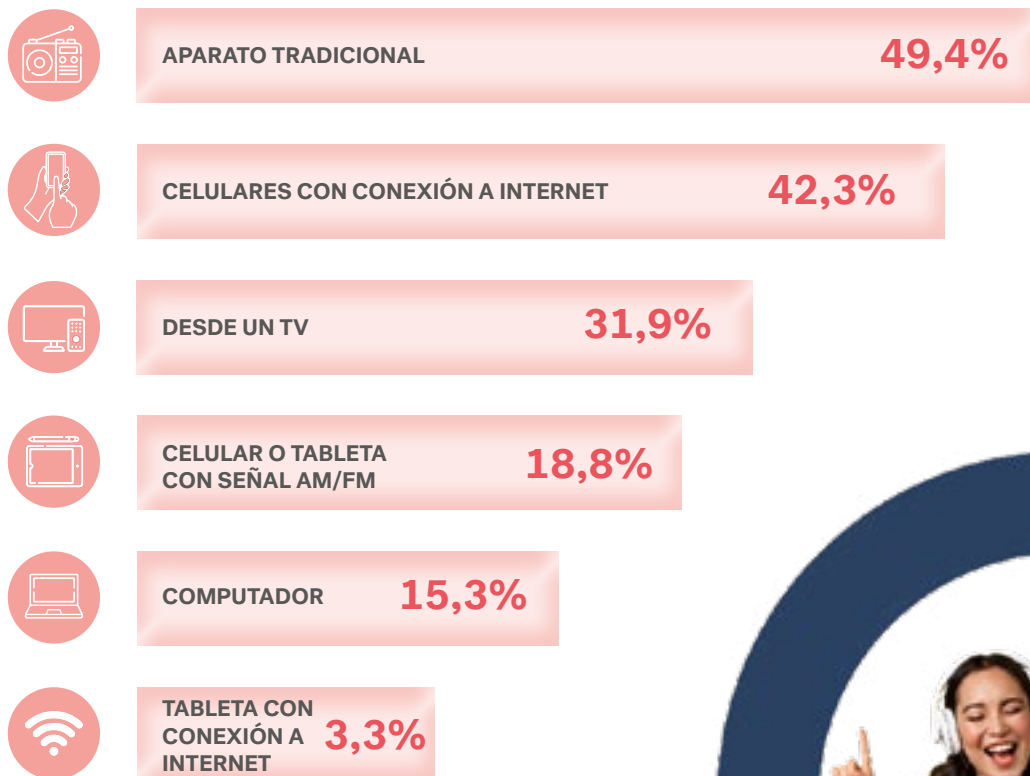 APARATO TRADICIONAL 49,4%
CELULARES CON CONEXIÓN A INTERNET 42,3%
DESDE UN TV 31,9%
CELULAR O TABLETA
CON SEÑAL AM/FM 18,8%
COMPUTADOR 15,3%
TABLETA CON
CONEXIÓN A 3,3%
INTERNET